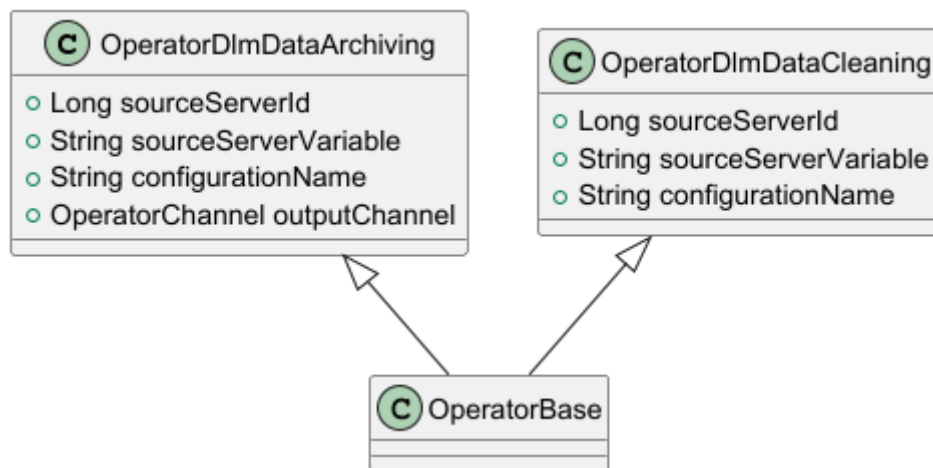 C OperatorDlmDataArchiving
Long sourceServerId
String sourceServerVariable
String configurationName
OperatorChannel outputChannel
C OperatorDlmDataCleaning
Long sourceServerId
String sourceServerVariable
String configurationName
C OperatorBase